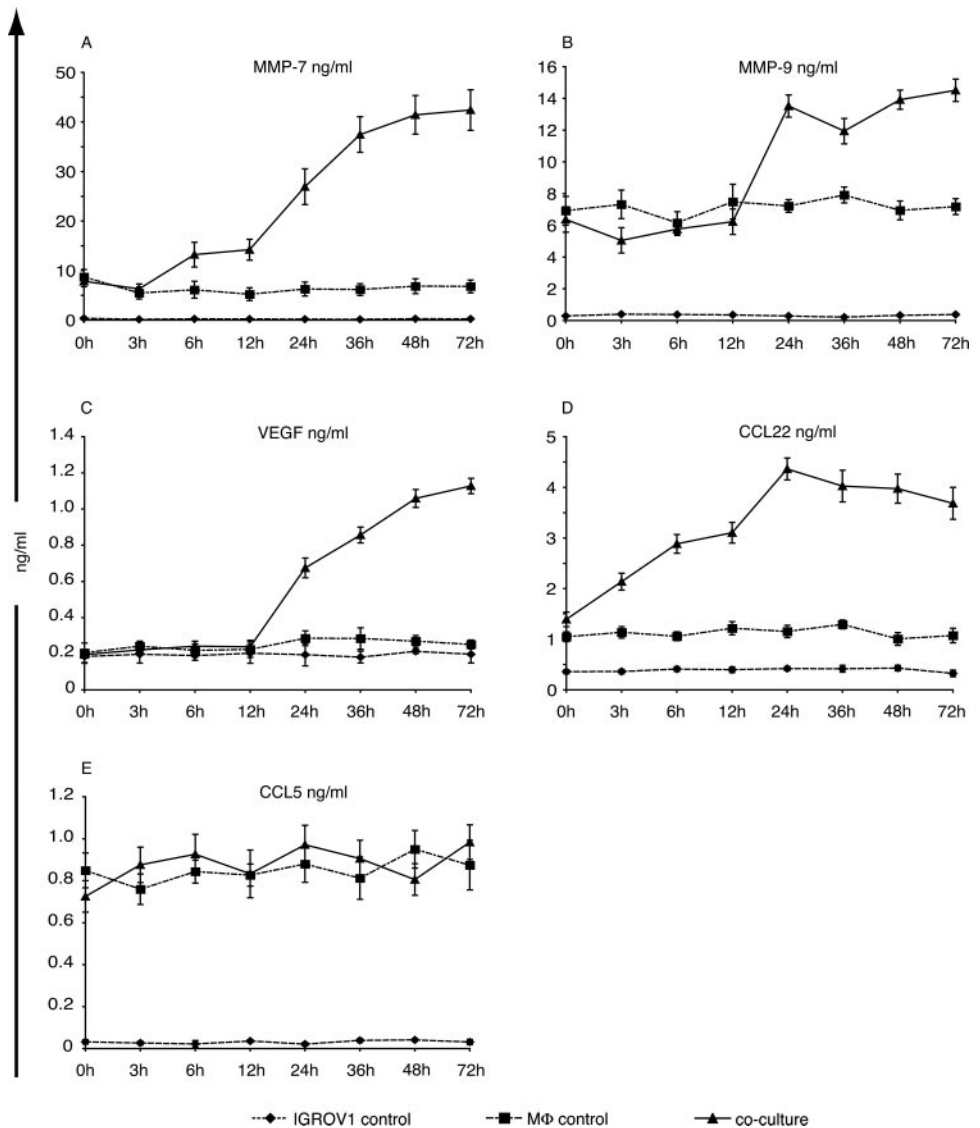 A
MMP-7 ng/ml
50
40
30
20
10
0
0h 3h 6h 12h 24h 36h 48h 72h
B
MMP-9 ng/ml
16
14
12
10
8
6
4
2
0
0h 3h 6h 12h 24h 36h 48h 72h
C
VEGF ng/ml
1.4
1.2
1.0
0.8
0.6
0.4
0.2
0
0h 3h 6h 12h 24h 36h 48h 72h
D
CCL22 ng/ml
5
4
3
2
1
0
0h 3h 6h 12h 24h 36h 48h 72h
ng/ml
E
CCL5 ng/ml
1.2
1.0
0.8
0.6
0.4
0.2
0
0h 3h 6h 12h 24h 36h 48h 72h
IGROV1 control MΦ control co-culture